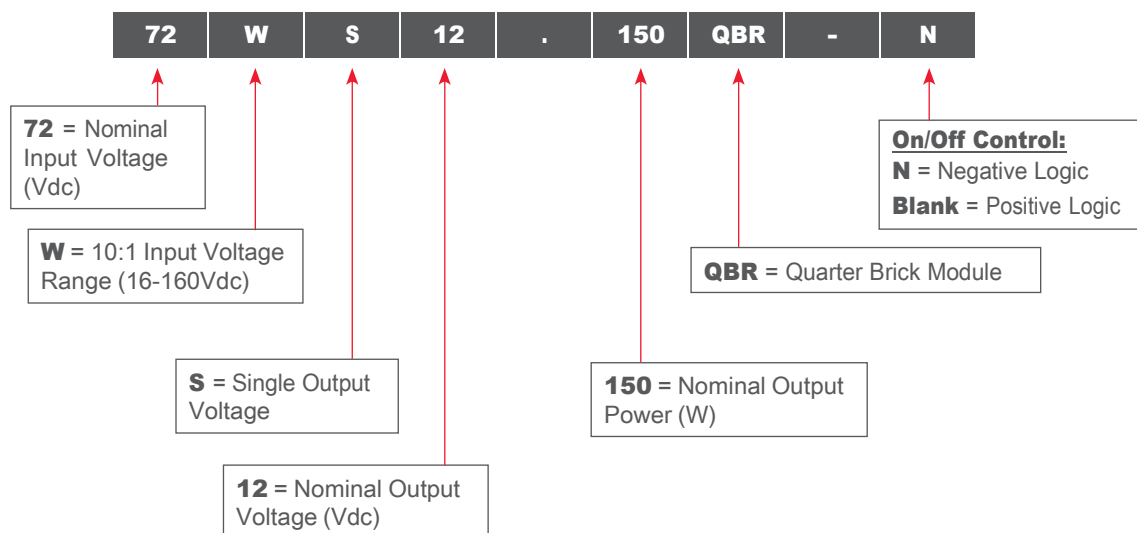 72 W S 12 . 150 QBR - N
72 = Nominal
Input Voltage
(Vdc)
On/Off Control:
N = Negative Logic
Blank = Positive Logic
W = 10:1 Input Voltage
Range (16-160Vdc)
QBR = Quarter Brick Module
S = Single Output
Voltage
150 = Nominal Output
Power (W)
12 = Nominal Output
Voltage (Vdc)